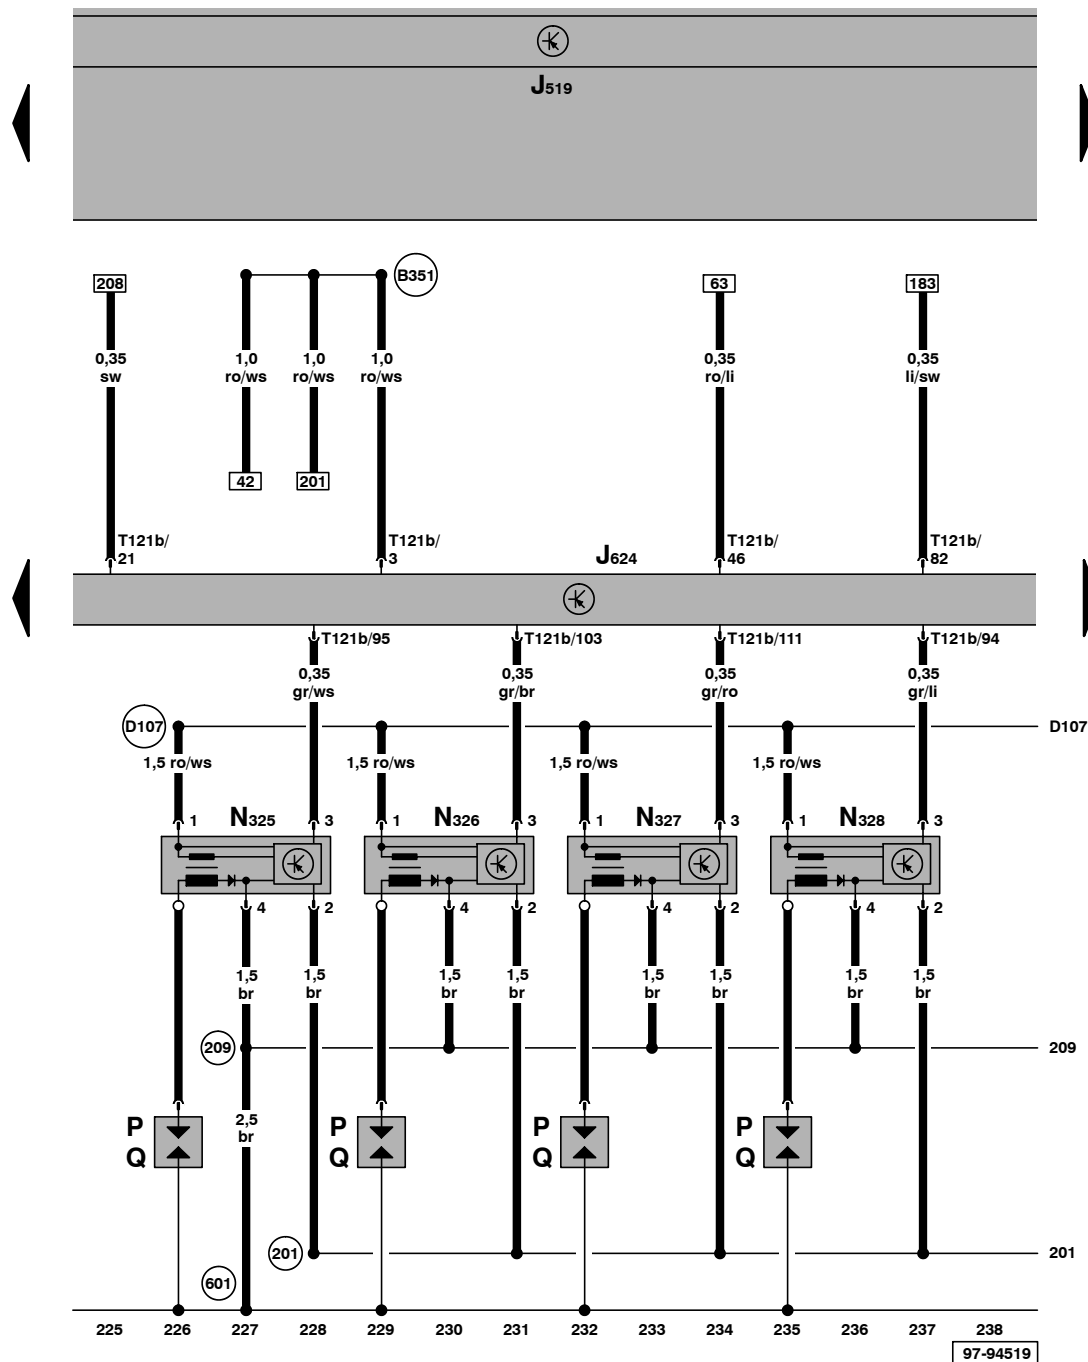 J519
B351
208 63 183
0,35 1,0 1,0 1,0 0,35 0,35
sw ro/ws ro/ws ro/ws ro/li li/sw
42 201
T121b/ T121b/ T121b/ T121b/
21 3 J624 46 82
T121b/95 T121b/103 T121b/111 T121b/94
0,35 0,35 0,35 0,35
gr/ws gr/br gr/ro gr/li
D107 D107
1,5 ro/ws 1,5 ro/ws 1,5 ro/ws 1,5 ro/ws
1 N325 3 1 N326 3 1 N327 3 1 N328 3
4 2 4 2 4 2 4 2
1,5 1,5 1,5 1,5 1,5 1,5 1,5 1,5
br br br br br br br br
209 209
P 2,5 P P P
br
Q Q Q Q
201 201
601
225 226 227 228 229 230 231 232 233 234 235 236 237 238
97-94519